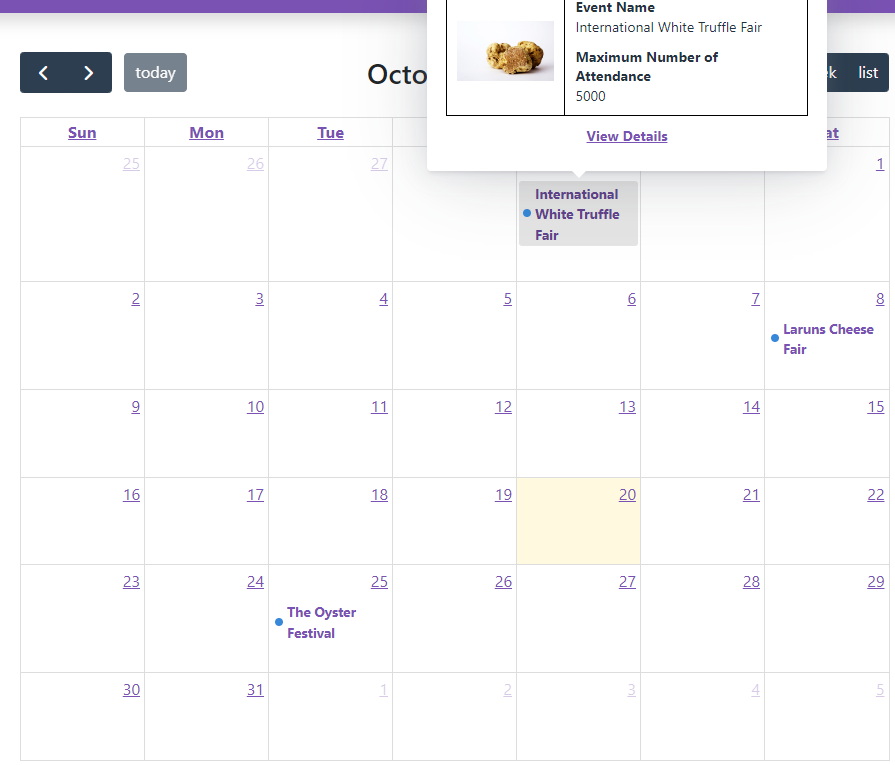 Event Name
International White Truffle Fair
Maximum Number of
Attendance
5000
View Details
today
Octo
list
Sun
Mon
Tue
25
26
27
1
International
White Truffle
Fair
2
3
4
5
6
7
8
Laruns Cheese
Fair
9
10
11
12
13
14
15
16
17
18
19
20
21
22
23
24
25
26
27
28
29
The Oyster
Festival
30
31
1
2
3
4
5